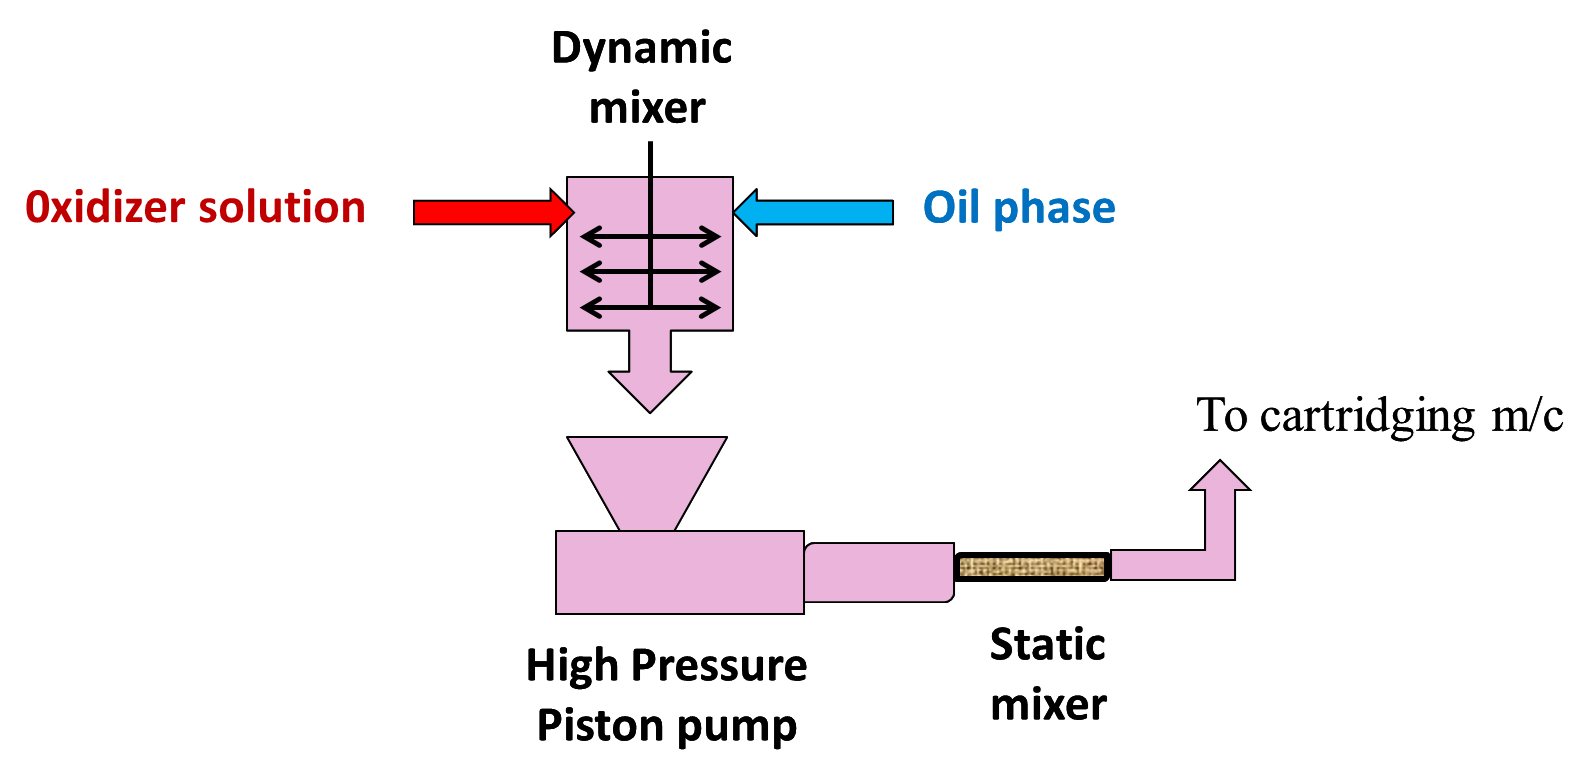 Dynamic
mixer
0xidizer solution
Oil phase
To cartridging m/c
High Pressure
Piston pump
Static
mixer